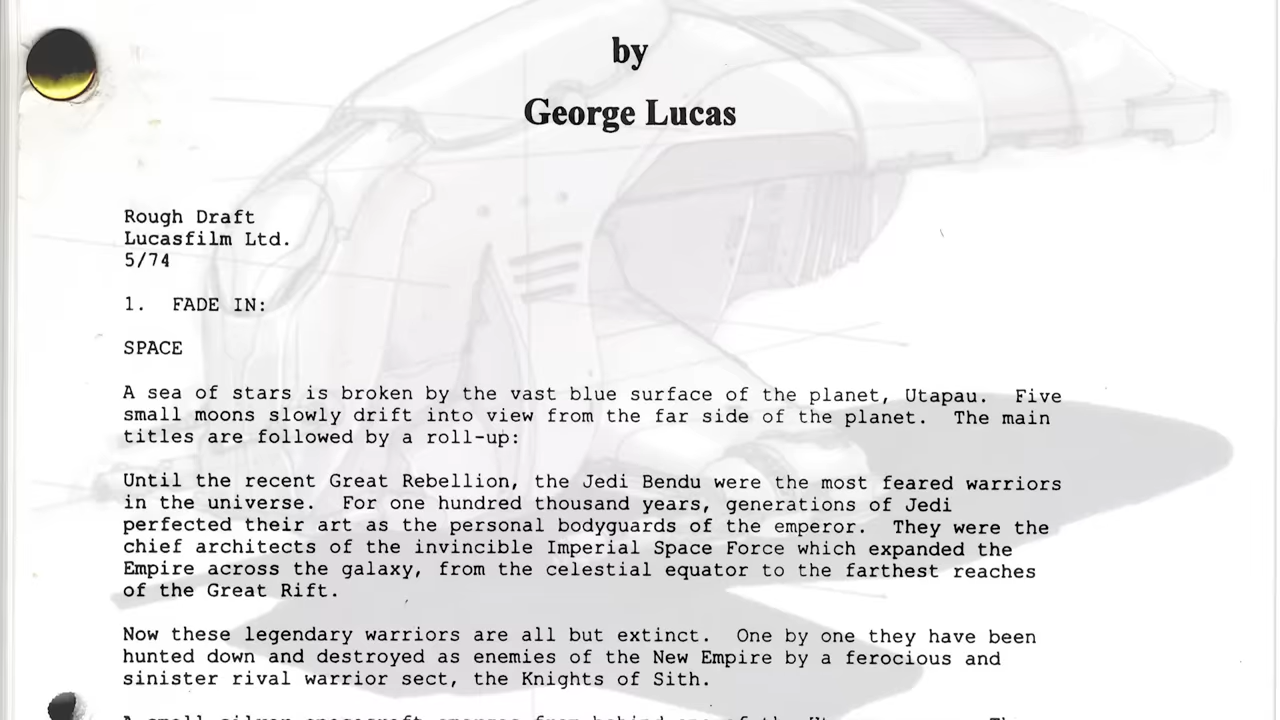 by
George Lucas
Rough Draft
Lucasfilm Ltd.
5/74
1.  FADE IN:
SPACE
A sea of stars is broken by the vast blue surface of the planet, Utapau.  Five
small moons slowly drift into view from the far side of the planet.  The main
titles are followed by a roll-up:
Until the recent Great Rebellion, the Jedi Bendu were the most feared warriors
in the universe.  For one hundred thousand years, generations of Jedi
perfected their art as the personal bodyguards of the emperor.  They were the
chief architects of the invincible Imperial Space Force which expanded the
Empire across the galaxy, from the celestial equator to the farthest reaches
of the Great Rift.
Now these legendary warriors are all but extinct.  One by one they have been
hunted down and destroyed as enemies of the New Empire by a ferocious and
sinister rival warrior sect, the Knights of Sith.